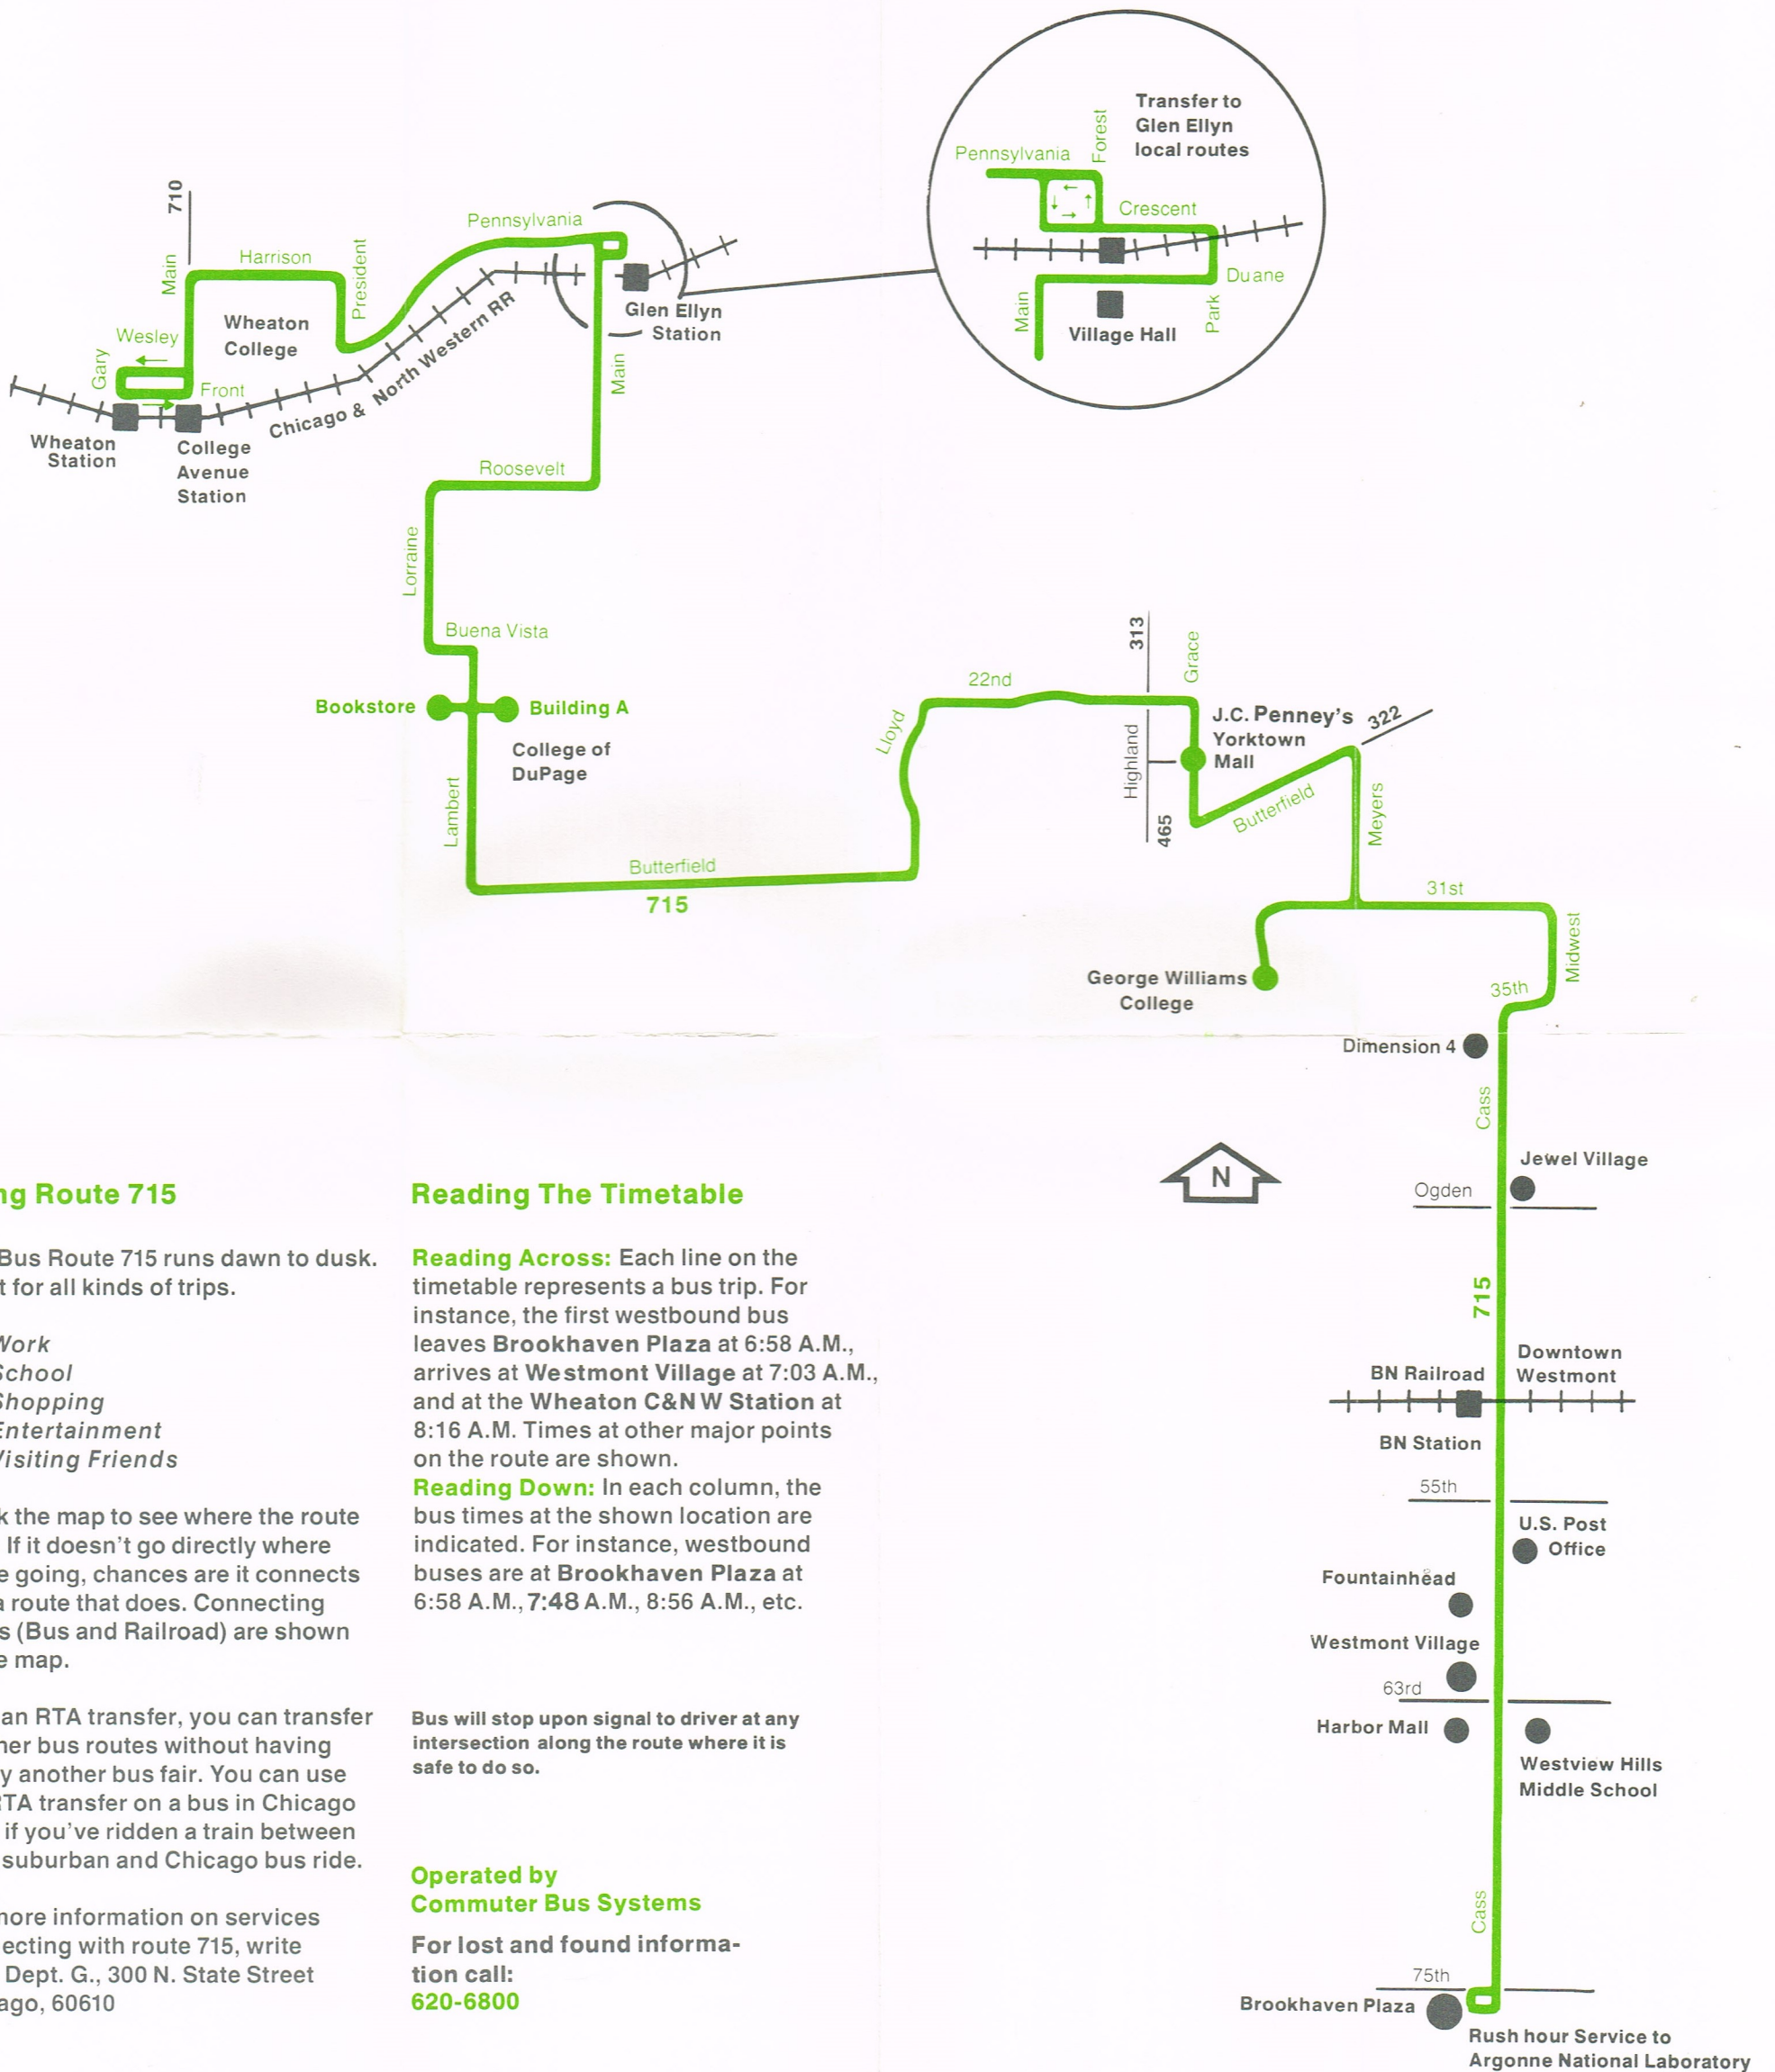 Transfer to
Glen Ellyn
local routes
Pennsylvania
Forest
Crescent
Duane
Main
Park
Village Hall
710
Main
Harrison
President
Pennsylvania
Wesley
Wheaton
College
Gary
Front
Chicago & North Western RR
Glen Ellyn
Station
Main
Wheaton
Station
College
Avenue
Station
Roosevelt
Lorraine
Buena Vista
Bookstore
Building A
College of
DuPage
Lambert
Butterfield
715
Lloyd
22nd
313
Grace
Highland
465
J.C. Penney's
Yorktown
Mall
322
Butterfield
Meyers
31st
Midwest
George Williams
College
35th
Dimension 4
Cass
N
Jewel Village
Ogden
715
Downtown
Westmont
BN Railroad
BN Station
55th
U.S. Post
Office
Fountainhead
Westmont Village
63rd
Harbor Mall
Westview Hills
Middle School
Cass
75th
Brookhaven Plaza
Rush hour Service to
Argonne National Laboratory
ng Route 715
Bus Route 715 runs dawn to dusk.
t for all kinds of trips.
Work
School
Shopping
Entertainment
Visiting Friends
k the map to see where the route
If it doesn't go directly where
e going, chances are it connects
a route that does. Connecting
s (Bus and Railroad) are shown
e map.
an RTA transfer, you can transfer
her bus routes without having
y another bus fair. You can use
RTA transfer on a bus in Chicago
if you've ridden a train between
suburban and Chicago bus ride.
more information on services
ecting with route 715, write
Dept. G., 300 N. State Street
ago, 60610
Reading The Timetable
Reading Across: Each line on the
timetable represents a bus trip. For
instance, the first westbound bus
leaves Brookhaven Plaza at 6:58 A.M.,
arrives at Westmont Village at 7:03 A.M.,
and at the Wheaton C&NW Station at
8:16 A.M. Times at other major points
on the route are shown.
Reading Down: In each column, the
bus times at the shown location are
indicated. For instance, westbound
buses are at Brookhaven Plaza at
6:58 A.M., 7:48 A.M., 8:56 A.M., etc.
Bus will stop upon signal to driver at any
intersection along the route where it is
safe to do so.
Operated by
Commuter Bus Systems
For lost and found informa-
tion call:
620-6800